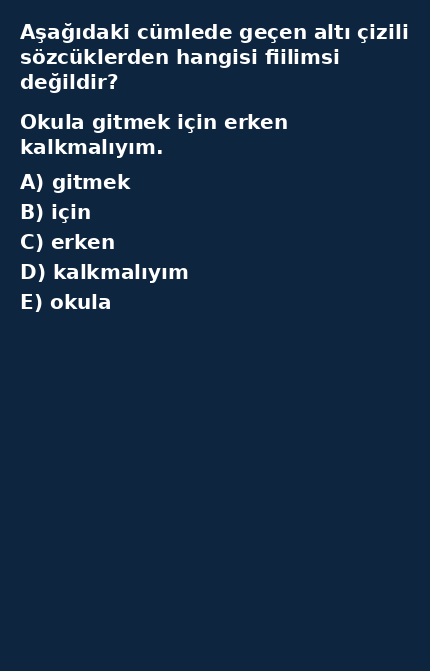 Aşağıdaki cümlede geçen altı çizili
sözcüklerden hangisi fiilimsi
değildir?
Okula gitmek için erken
kalkmalıyım.
A) gitmek
B) için
C) erken
D) kalkmalıyım
E) okula